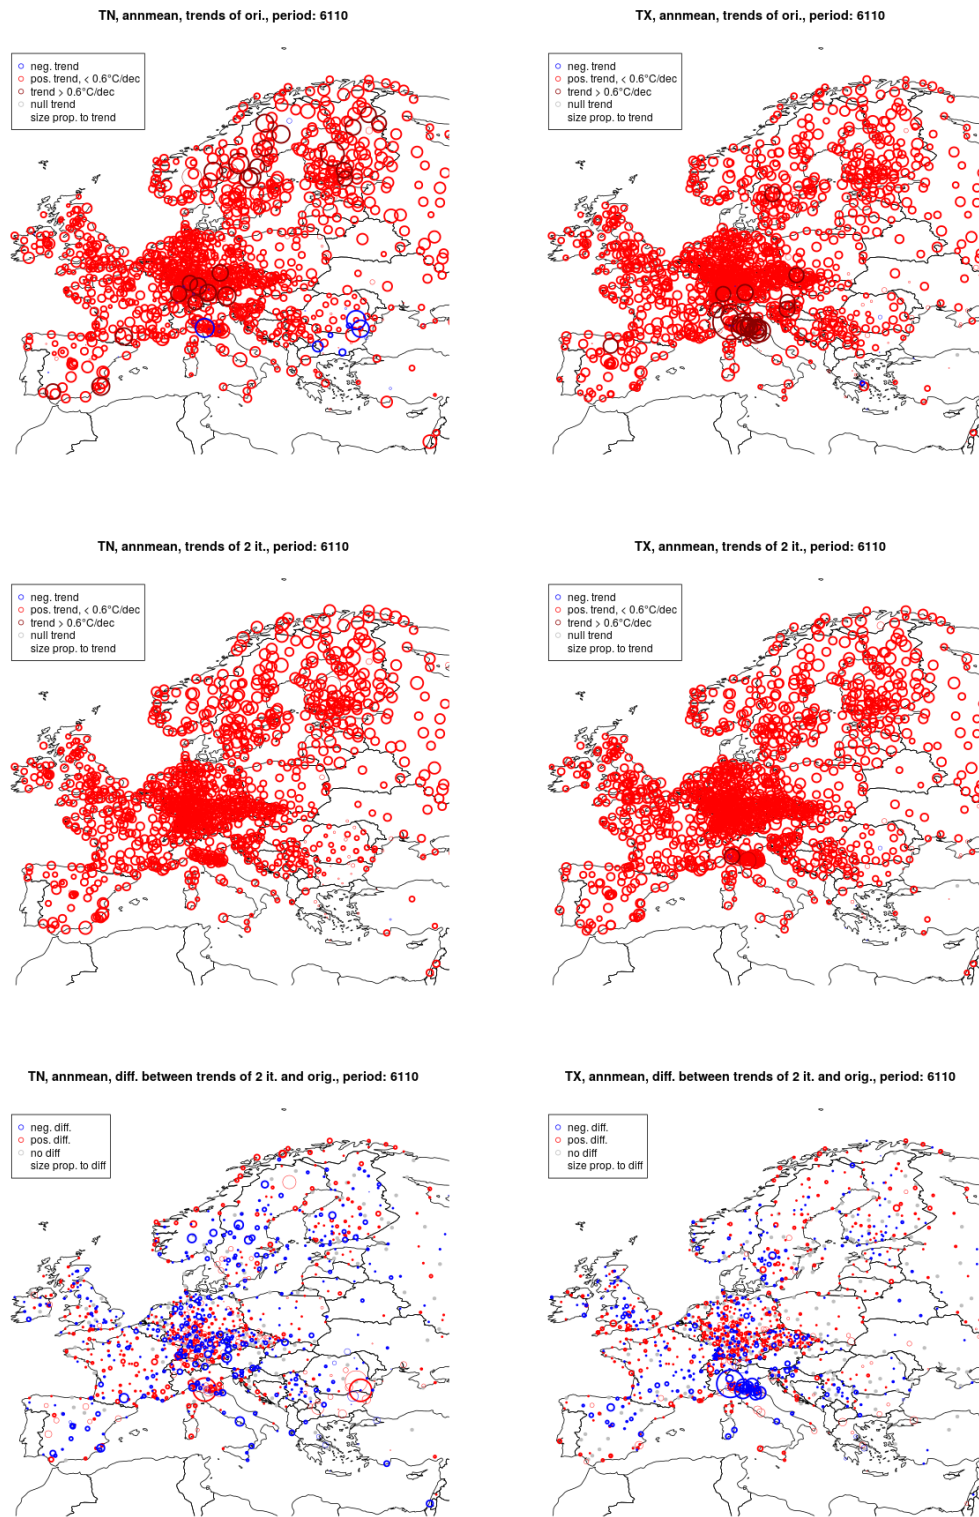 TN, annmean, trends of ori., period: 6110
neg. trend
pos. trend, < 0.6°C/dec
trend > 0.6°C/dec
null trend
size prop. to trend
TX, annmean, trends of ori., period: 6110
neg. trend
pos. trend, < 0.6°C/dec
trend > 0.6°C/dec
null trend
size prop. to trend
TN, annmean, trends of 2 it., period: 6110
neg. trend
pos. trend, < 0.6°C/dec
trend > 0.6°C/dec
null trend
size prop. to trend
TX, annmean, trends of 2 it., period: 6110
neg. trend
pos. trend, < 0.6°C/dec
trend > 0.6°C/dec
null trend
size prop. to trend
TN, annmean, diff. between trends of 2 it. and orig., period: 6110
neg. diff.
pos. diff.
no diff
size prop. to diff
TX, annmean, diff. between trends of 2 it. and orig., period: 6110
neg. diff.
pos. diff.
no diff
size prop. to diff